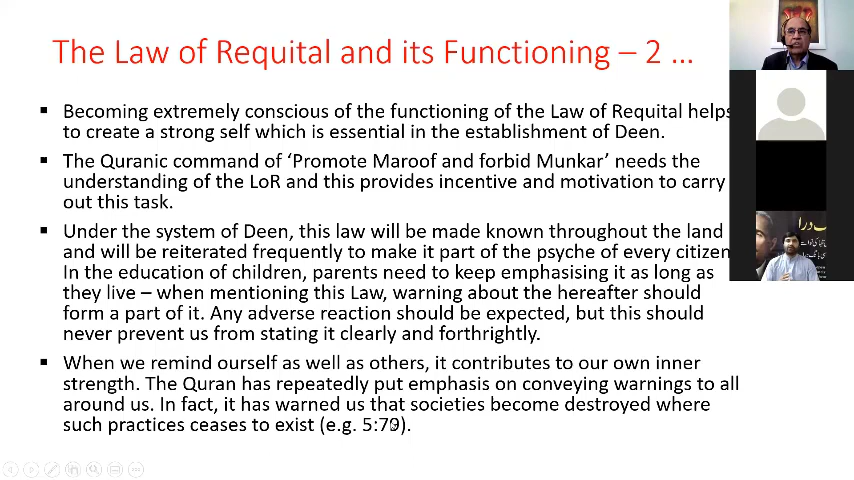 The Law of Requital and its Functioning – 2 …
▪ Becoming extremely conscious of the functioning of the Law of Requital helps
to create a strong self which is essential in the establishment of Deen.
▪ The Quranic command of ‘Promote Maroof and forbid Munkar’ needs the
understanding of the LoR and this provides incentive and motivation to carry
out this task.
▪ Under the system of Deen, this law will be made known throughout the land
and will be reiterated frequently to make it part of the psyche of every citizen
In the education of children, parents need to keep emphasising it as long as
they live – when mentioning this Law, warning about the hereafter should
form a part of it. Any adverse reaction should be expected, but this should
never prevent us from stating it clearly and forthrightly.
▪ When we remind ourself as well as others, it contributes to our own inner
strength. The Quran has repeatedly put emphasis on conveying warnings to all
around us. In fact, it has warned us that societies become destroyed where
such practices ceases to exist (e.g. 5:79).